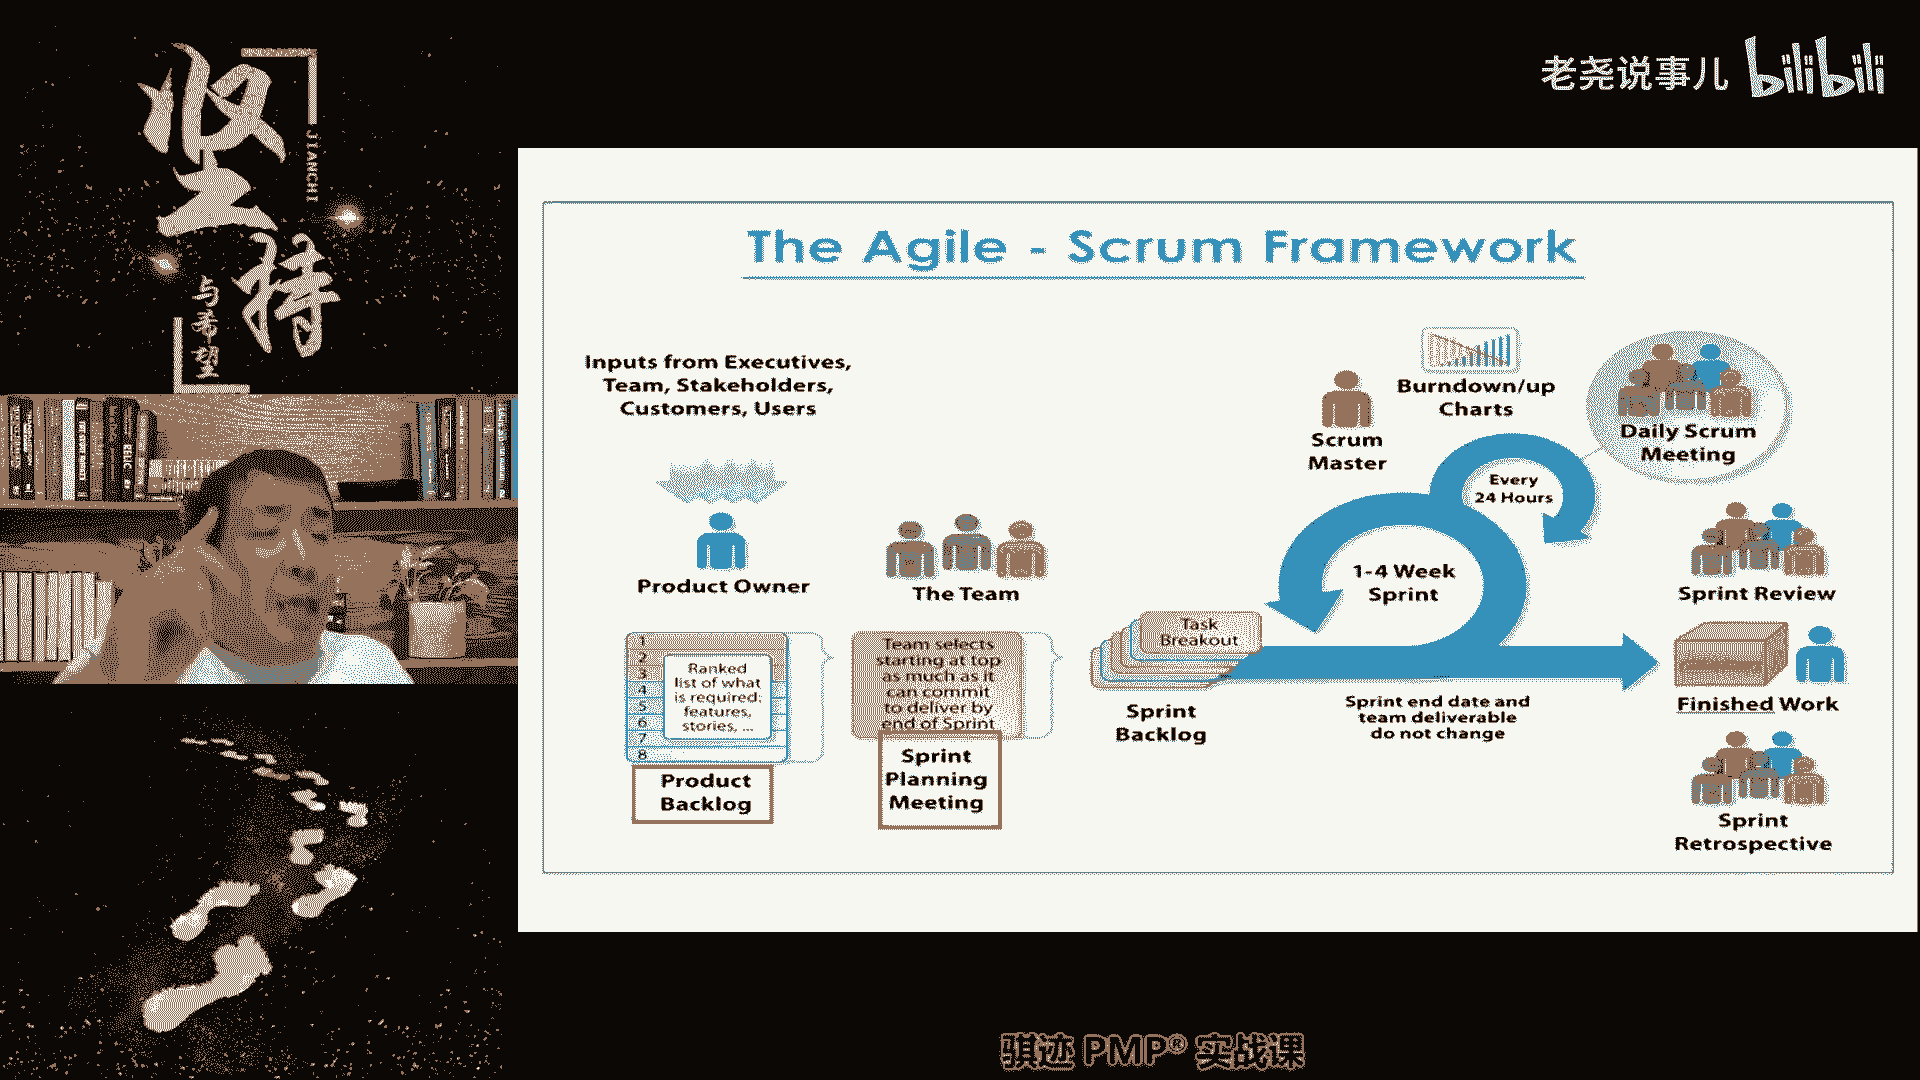 坚持
JIANCHI
与希望
老尧说事儿 bilibili
The Agile - Scrum Framework
Inputs from Executives,
Team, Stakeholders,
Customers, Users
Product Owner
The Team
1
2
3
4
5
6
7
8
Ranked
list of what
is required:
features,
stories, ...
Product
Backlog
Team selects
starting at top
as much as it
can commit
to deliver by
end of Sprint
Sprint
Planning
Meeting
Task
Breakout
Sprint
Backlog
Scrum
Master
Burndown/up
Charts
Every
24 Hours
1-4 Week
Sprint
Sprint end date and
team deliverable
do not change
Daily Scrum
Meeting
Sprint Review
Finished Work
Sprint
Retrospective
骐迹 PMP® 实战课